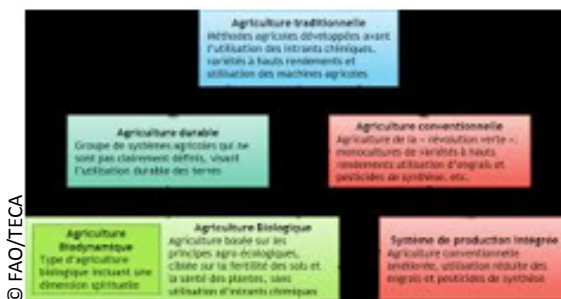 Agriculture traditionnelle
Méthodes agricoles développées avant
l'utilisation des intrants chimiques,
variétés à hauts rendements et
utilisation des machines agricoles
Agriculture durable
Groupe de systèmes agricoles qui ne
sont pas clairement définis, visant
l'utilisation durable des terres
Agriculture conventionnelle
Agriculture de la « révolution verte »:
monocultures de variétés à hauts
rendements utilisation d'engrais et
pesticides de synthèse, etc.
Agriculture
Biodynamique
Type d'agriculture
biologique incluant une
dimension spirituelle
Agriculture Biologique
Agriculture basée sur les
principes agro-écologiques,
ciblée sur la fertilité des sols et
la santé des plantes, sans
utilisation d'intrants chimiques
Système de production intégrée
Agriculture conventionnelle
améliorée, utilisation réduite des
engrais et pesticides de synthèse
© FAO/TECA